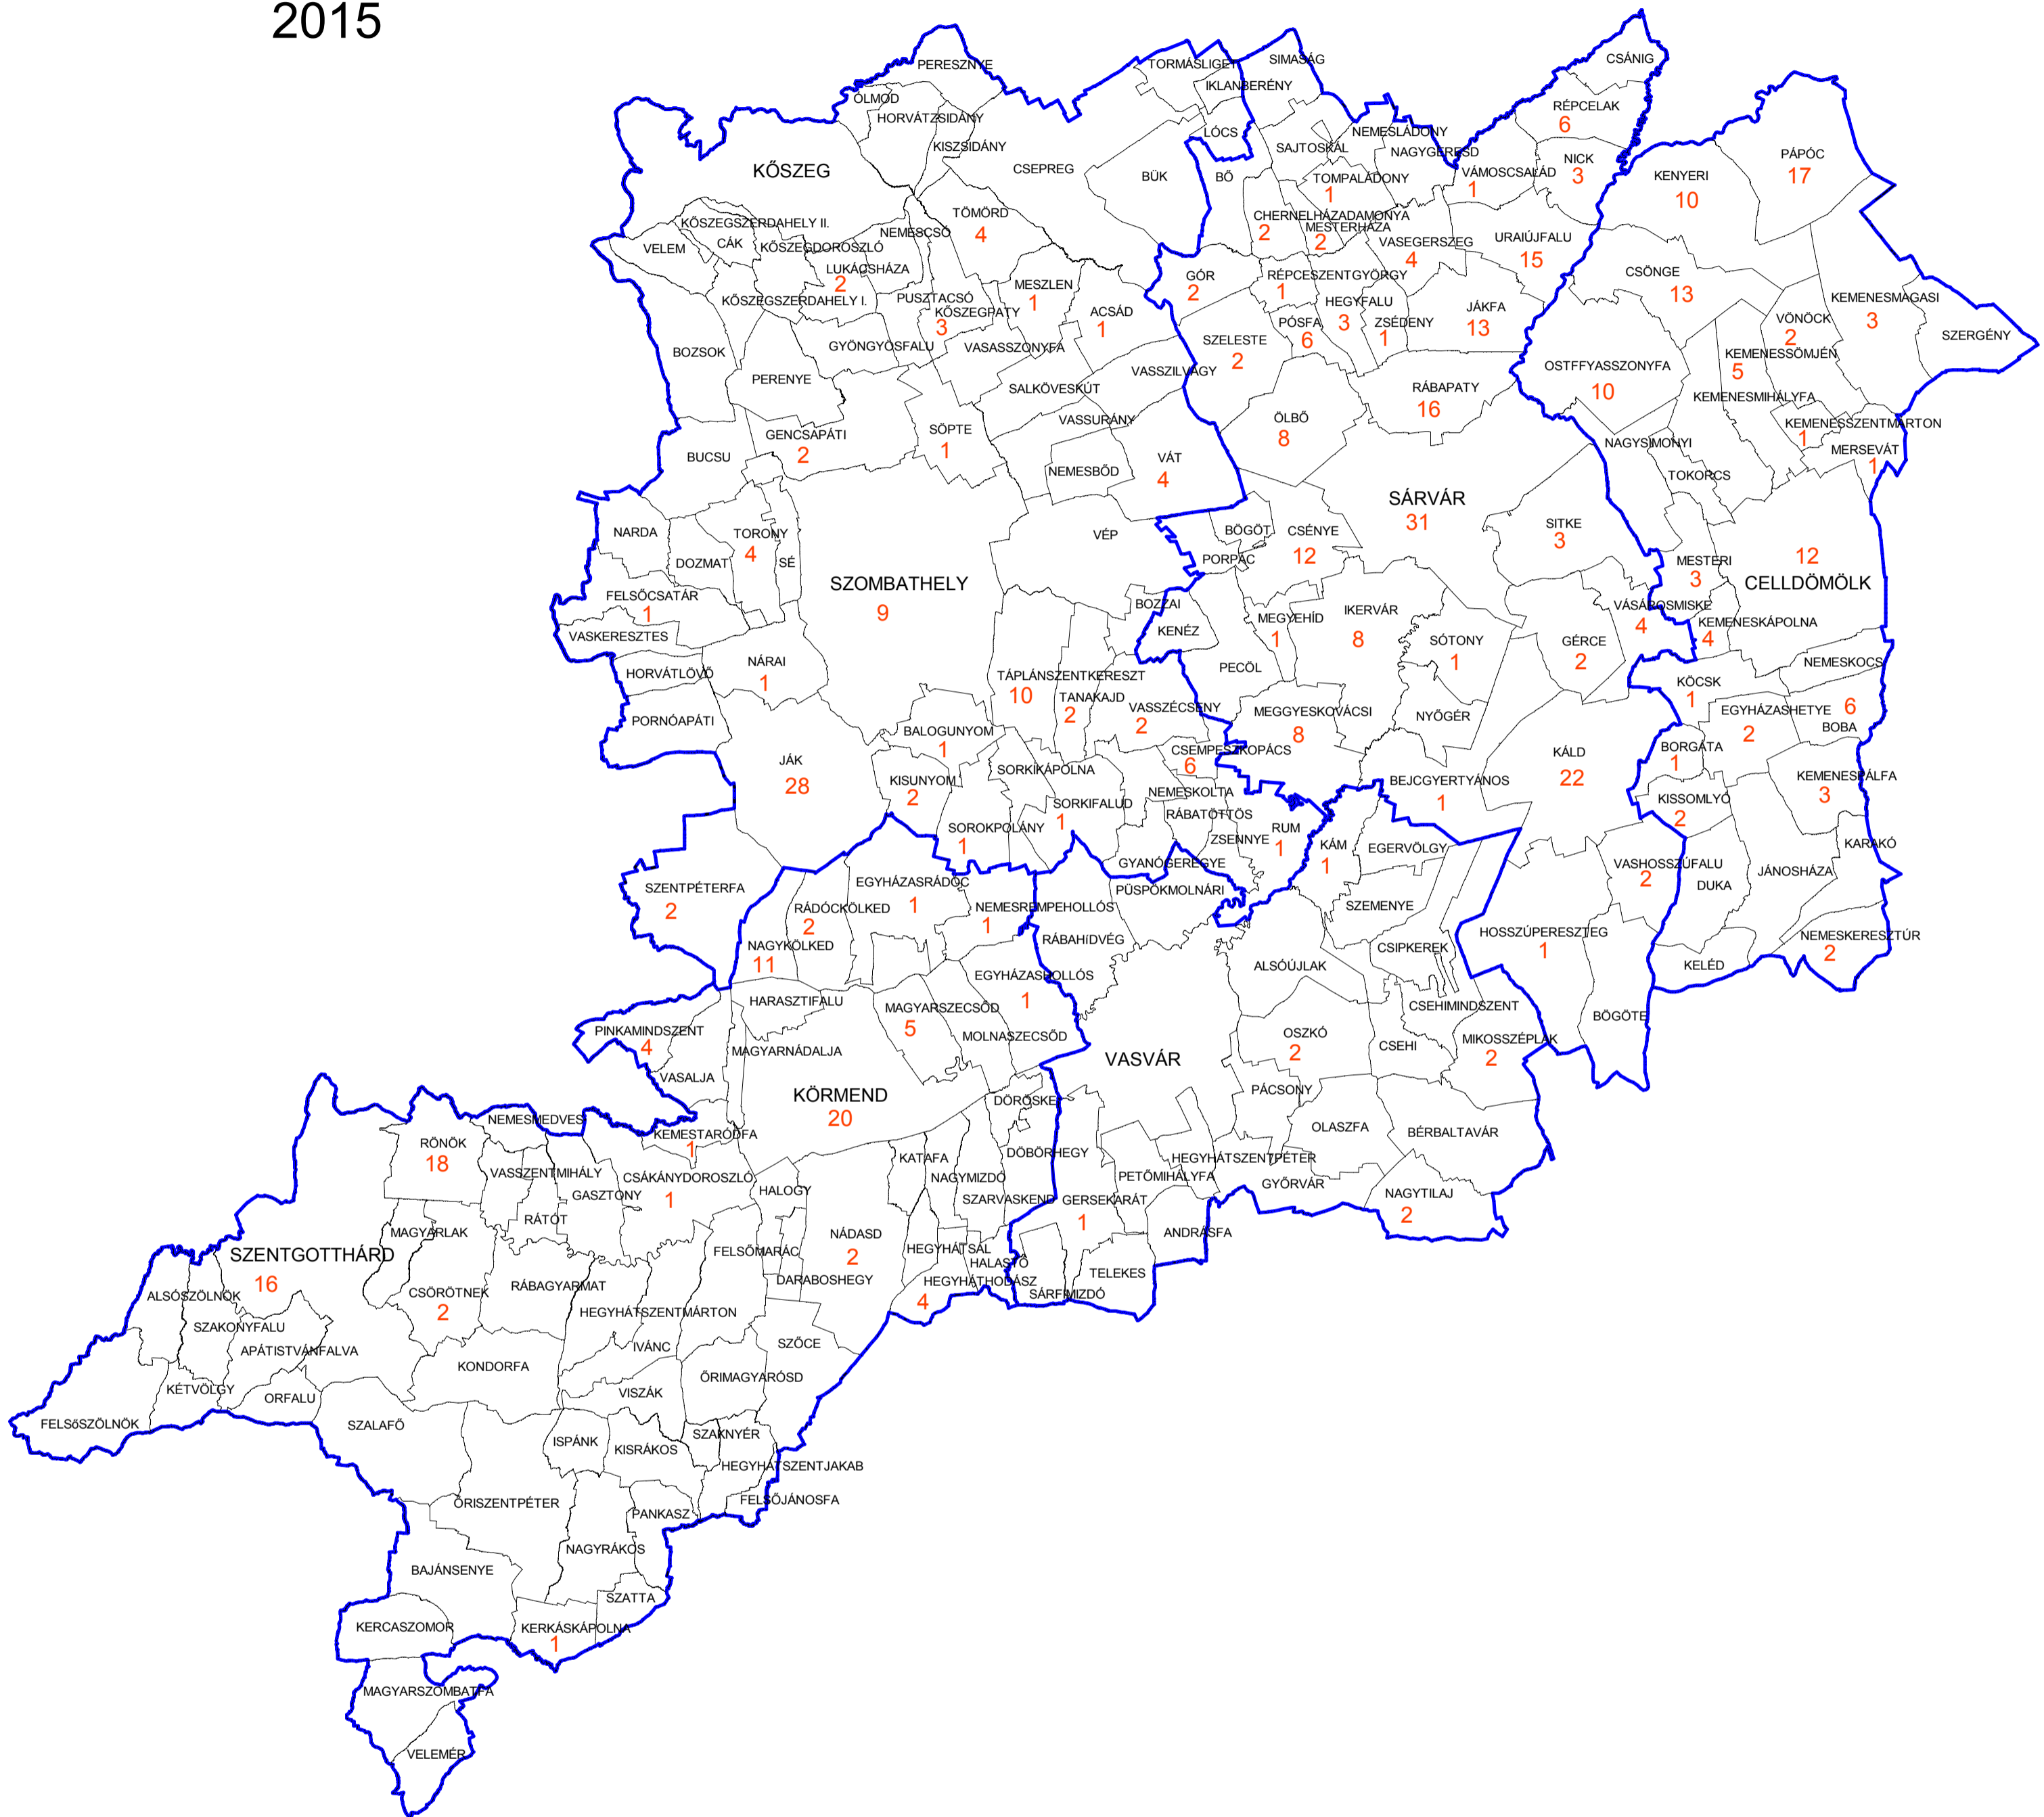 2015
PERESZNYE
TORMÁSLIGET
SIMASÁG
CSÁNIG
IKLANBERÉNY
ÓLMOD
HORVÁTZSIDÁNY
RÉPCELAK
6
LÓCS
NEMESLÁDONY
KISZSIDÁNY
SAJTOSKÁL
NAGYGERESD
PÁPÓC
17
KŐSZEG
CSEPREG
BÜK
BŐ
TOMPALÁDONY
1
VÁMOSCSALÁD
1
NICK
3
KENYERI
10
TÖMÖRD
4
CHERNELHÁZADAMONYA
2
MESTERHÁZA
2
KŐSZEGSZERDAHELY II.
VELEM
CÁK
KŐSZEGDOROSZLÓ
NEMESCSÓ
VASEGERSZEG
4
URAIÚJFALU
15
LUKÁCSHÁZA
2
CSÖNGE
13
GÓR
2
RÉPCESZENTGYÖRGY
1
KŐSZEGSZERDAHELY I.
PUSZTACSÓ
MESZLEN
1
KŐSZEGPATY
3
ACSÁD
1
HEGYFALU
3
JÁKFA
13
KEMENESMAGASI
3
VÖNÖCK
2
PÓSFA
6
ZSÉDENY
1
SZERGÉNY
SZELESTE
2
BOZSOK
GYÖNGYÖSFALU
VASASSZONYFA
KEMENESSÖMJÉN
5
OSTFFYASSZONYFA
10
VASSZILVÁGY
PERENYE
SALKÖVESKÚT
RÁBAPATY
16
KEMENESMIHÁLYFA
ÖLBŐ
8
VASSURÁNY
KEMENESSZENTMÁRTON
1
GENCSAPÁTI
2
SÖPTE
1
NAGYSIMONYI
MERSEVÁT
1
BUCSU
VÁT
4
NEMESBŐD
TOKORCS
SÁRVÁR
31
NARDA
TORONY
4
VÉP
BÖGÖT
CSÉNYE
12
SITKE
3
DOZMAT
SÉ
PORPÁC
MESTERI
3
12
CELLDÖMÖLK
SZOMBATHELY
9
FELSŐCSATÁR
1
BOZZAI
VÁSÁROSMISKE
4
VASKERESZTES
KENÉZ
MEGYEHÍD
1
IKERVÁR
8
KEMENESKÁPOLNA
4
SÓTONY
1
GÉRCE
2
NÁRAI
1
PECÖL
NEMESKOCS
HORVÁTLÖVŐ
TÁPLÁNSZENTKERESZT
10
TANAKAJD
2
KÖCSK
1
PORNÓAPÁTI
VASSZÉCSENY
2
MEGGYESKOVÁCSI
8
NYŐGÉR
EGYHÁZASHETYE
2
6
BOBA
BALOGUNYOM
1
CSEMPESZKOPÁCS
6
KÁLD
22
BORGÁTA
1
JÁK
28
SORKIKÁPOLNA
KISUNYOM
2
BEJCGYERTYÁNOS
1
KEMENESPÁLFA
3
NEMESKOLTA
SORKIFALUD
1
KISSOMLYÓ
2
RÁBATÖTTÖS
SOROKPOLÁNY
1
RUM
1
ZSENNYE
KÁM
1
EGERVÖLGY
KARAKÓ
GYANÓGEREGYE
VASHOSSZÚFALU
2
JÁNOSHÁZA
SZENTPÉTERFA
2
EGYHÁZASRÁDÓC
1
PÜSPÖKMOLNÁRI
DUKA
RÁDÓCKÖLKED
2
NEMESREMPEHOLLÓS
1
SZEMENYE
HOSSZÚPERESZTEG
1
RÁBAHíDVÉG
NEMESKERESZTÚR
2
NAGYKÖLKED
11
CSIPKEREK
ALSÓÚJLAK
KELÉD
EGYHÁZASHOLLÓS
1
HARASZTIFALU
MAGYARSZECSŐD
5
CSEHIMINDSZENT
BÖGÖTE
PINKAMINDSZENT
4
MOLNASZECSŐD
OSZKÓ
2
MIKOSSZÉPLAK
2
MAGYARNÁDALJA
CSEHI
VASVÁR
VASALJA
KÖRMEND
20
PÁCSONY
DÖRÖSKE
NEMESMEDVES
OLASZFA
KEMESTARÓDFA
1
BÉRBALTAVÁR
RÖNÖK
18
DÖBÖRHEGY
KATAFA
HEGYHÁTSZENTPÉTER
VASSZENTMIHÁLY
CSÁKÁNYDOROSZLÓ
1
NAGYMIZDÓ
PETŐMIHÁLYFA
GYŐRVÁR
HALOGY
GASZTONY
SZARVASKEND
GERSEKARÁT
1
NAGYTILAJ
2
RÁTÓT
MAGYARLAK
NÁDASD
2
ANDRÁSFA
SZENTGOTTHÁRD
16
FELSŐMARÁC
HEGYHÁTSÁL
HALASTÓ
TELEKES
DARABOSHEGY
HEGYHÁTHODÁSZ
4
RÁBAGYARMAT
CSÖRÖTNEK
2
ALSÓSZÖLNÖK
SÁRFIMIZDÓ
HEGYHÁTSZENTMÁRTON
SZAKONYFALU
SZŐCE
IVÁNC
APÁTISTVÁNFALVA
KONDORFA
ŐRIMAGYARÓSD
KÉTVÖLGY
VISZÁK
ORFALU
FELSőSZÖLNÖK
SZALAFŐ
SZAKNYÉR
ISPÁNK
KISRÁKOS
HEGYHÁTSZENTJAKAB
ŐRISZENTPÉTER
FELSŐJÁNOSFA
PANKASZ
NAGYRÁKOS
BAJÁNSENYE
SZATTA
KERCASZOMOR
KERKÁSKÁPOLNA
1
MAGYARSZOMBATFA
VELEMÉR